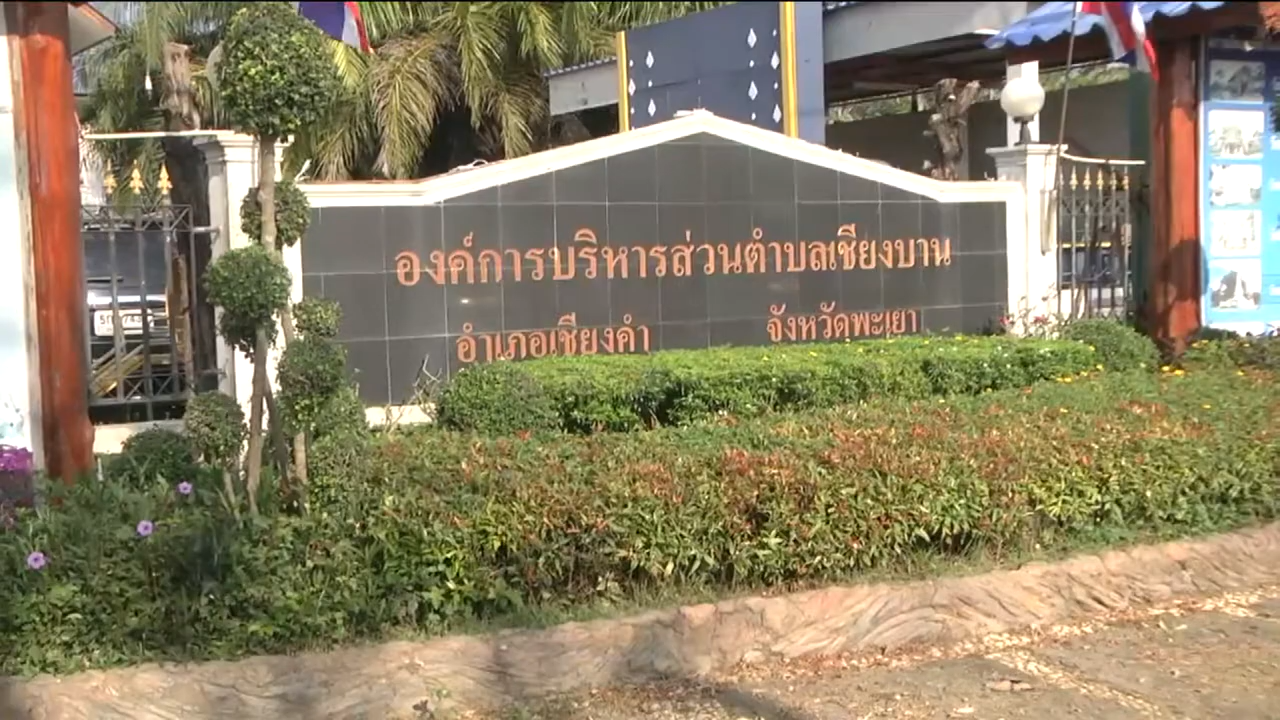 องค์การบริหารส่วนตำบลเชียงบาน
อำเภอเชียงคำ จังหวัดพะเยา